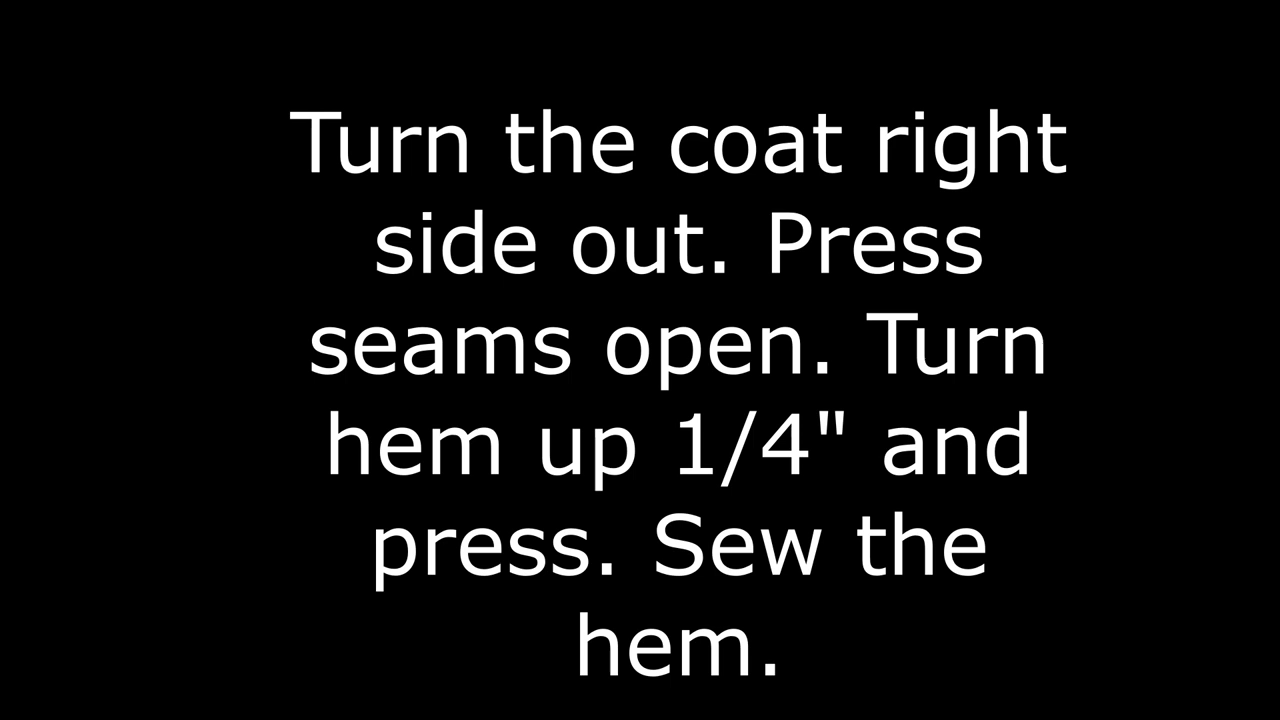 Turn the coat right
side out. Press
seams open. Turn
hem up 1/4" and
press. Sew the
hem.